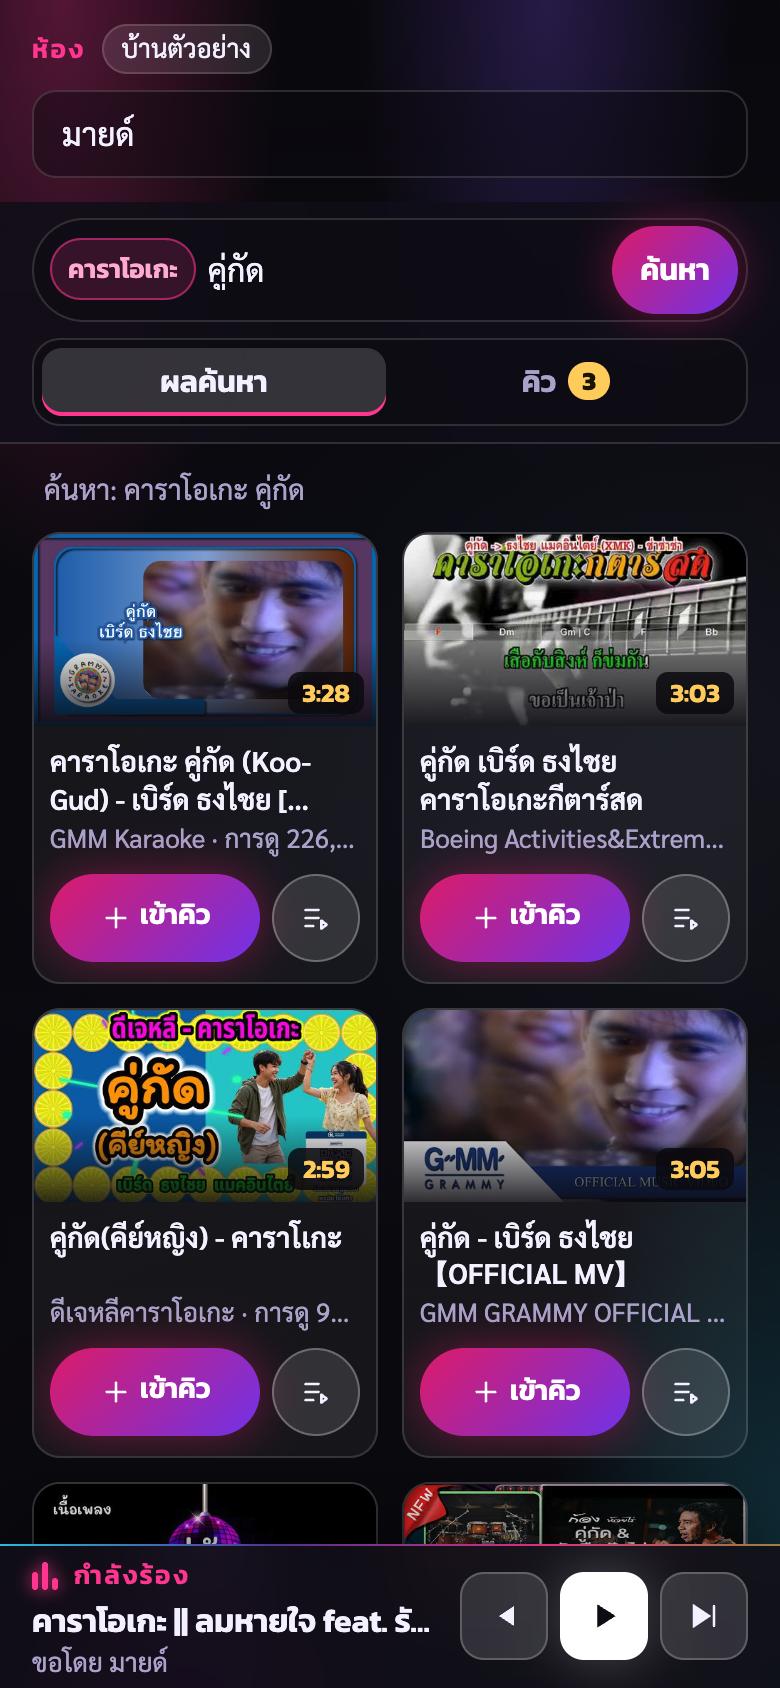 ห้อง บ้านตัวอย่าง
มายด์
คาราโอเกะ คู่กัด ค้นหา
ผลค้นหา คิว 3
ค้นหา: คาราโอเกะ คู่กัด
คู่กัด
เบิร์ด ธงไชย
GRAMMY KARAOKE
3:28
คาราโอเกะ คู่กัด (Koo-
Gud) - เบิร์ด ธงไชย [...
GMM Karaoke · การดู 226,...
เข้าคิว
คู่กัด -> ธงไชย แมคอินไตย์ (XMK) - ช่าช่าช่า
คาราโอเกะกีตาร์สด
F Dm Gm | C F Bb
เสือกับสิงห์ ก็ข่มกัน
ขอเป็นเจ้าป่า
3:03
คู่กัด เบิร์ด ธงไชย
คาราโอเกะกีตาร์สด
Boeing Activities&Extrem...
เข้าคิว
ดีเจหลี - คาราโอเกะ
คู่กัด
(คีย์หญิง)
เบิร์ด ธงไชย แมคอินไตย์
2:59
คู่กัด(คีย์หญิง) - คาราโเกะ
ดีเจหลีคาราโอเกะ · การดู 9...
เข้าคิว
GMM
GRAMMY
OFFICIAL MU
3:05
คู่กัด - เบิร์ด ธงไชย
【OFFICIAL MV】
GMM GRAMMY OFFICIAL ...
เข้าคิว
เนื้อเพลง
NEW
ก้อง ห้วยไร่
คู่กัด &
กำลังร้อง
คาราโอเกะ || ลมหายใจ feat. รั...
ขอโดย มายด์